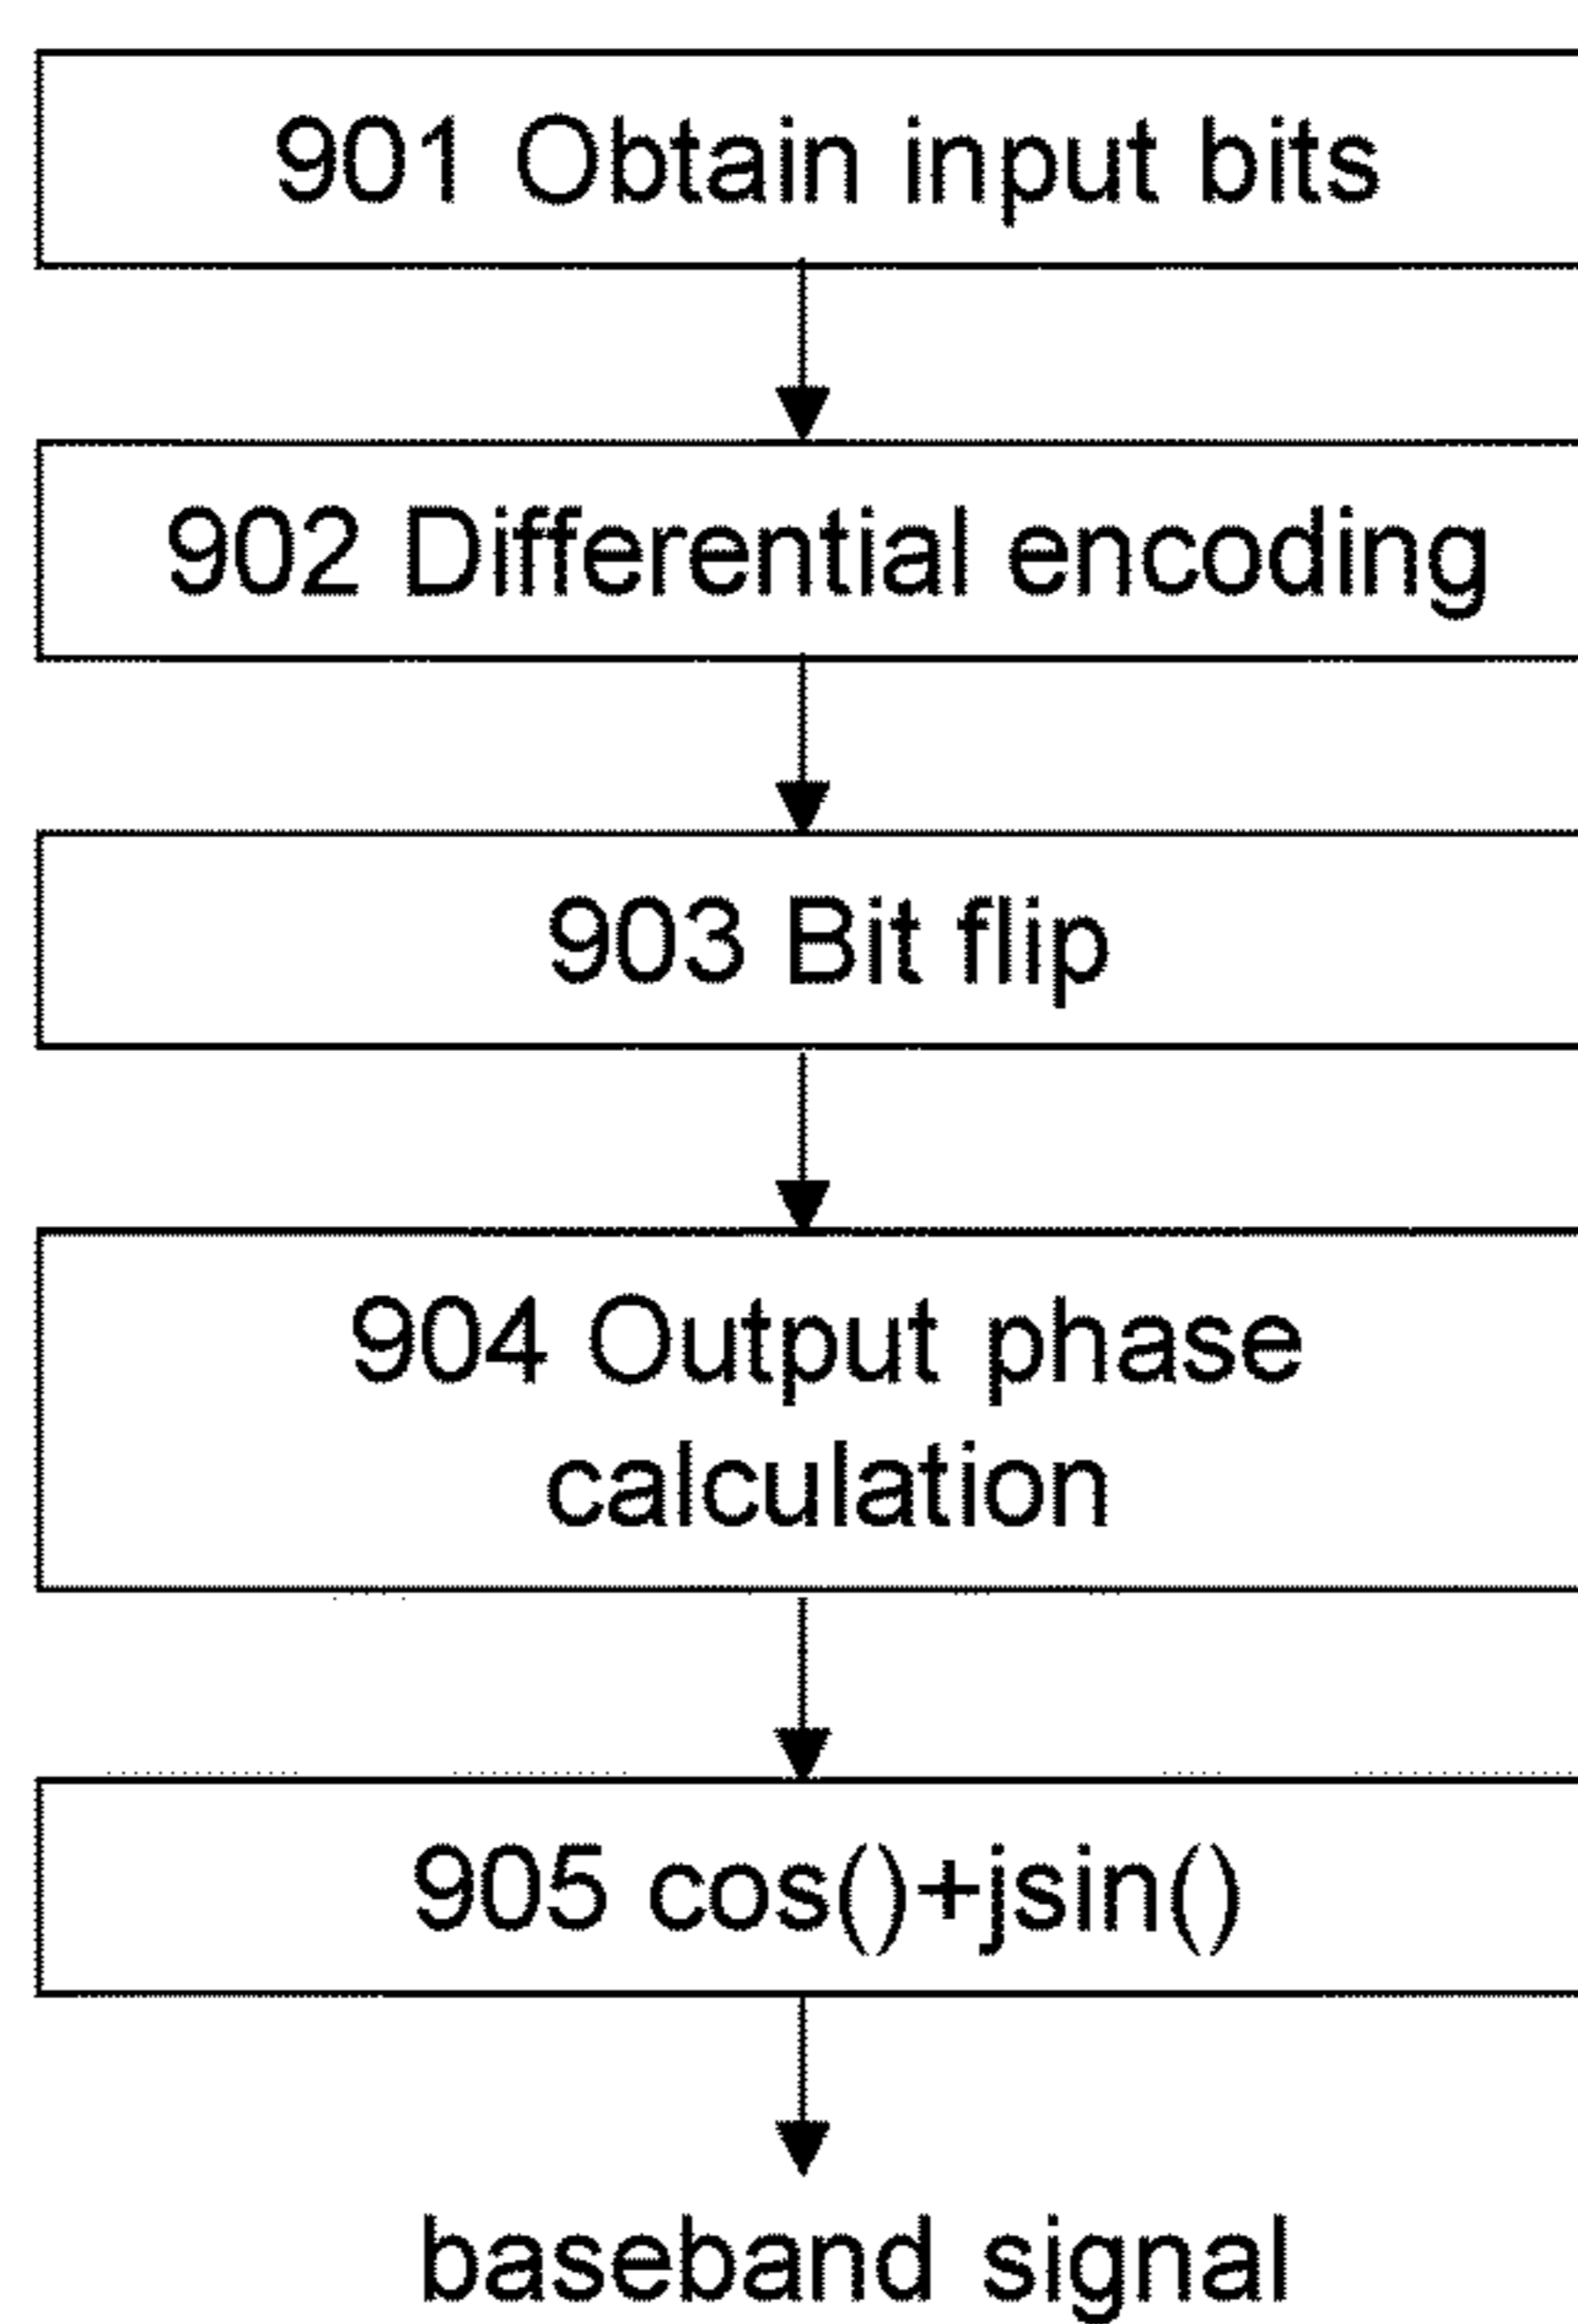 901 Obtain input bits
902 Differential encoding
903 Bit flip
904 Output phase
calculation
905 cos()+jsin()
baseband signal